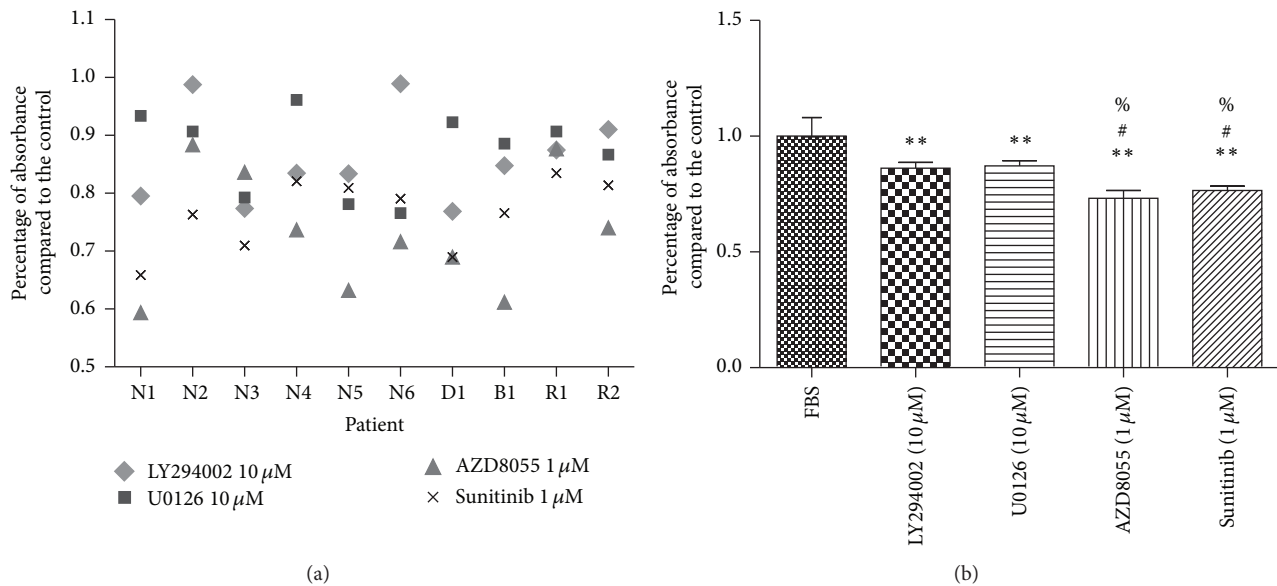 Percentage of absorbance
compared to the control
1.1
1.0
0.9
0.8
0.7
0.6
0.5
N1 N2 N3 N4 N5 N6 D1 B1 R1 R2
Patient
LY294002 10 μM
U0126 10 μM
AZD8055 1 μM
Sunitinib 1 μM
(a)
Percentage of absorbance
compared to the control
1.5
1.0
0.5
0.0
**
**
%
#
**
%
#
**
FBS
LY294002 (10 μM)
U0126 (10 μM)
AZD8055 (1 μM)
Sunitinib (1 μM)
(b)